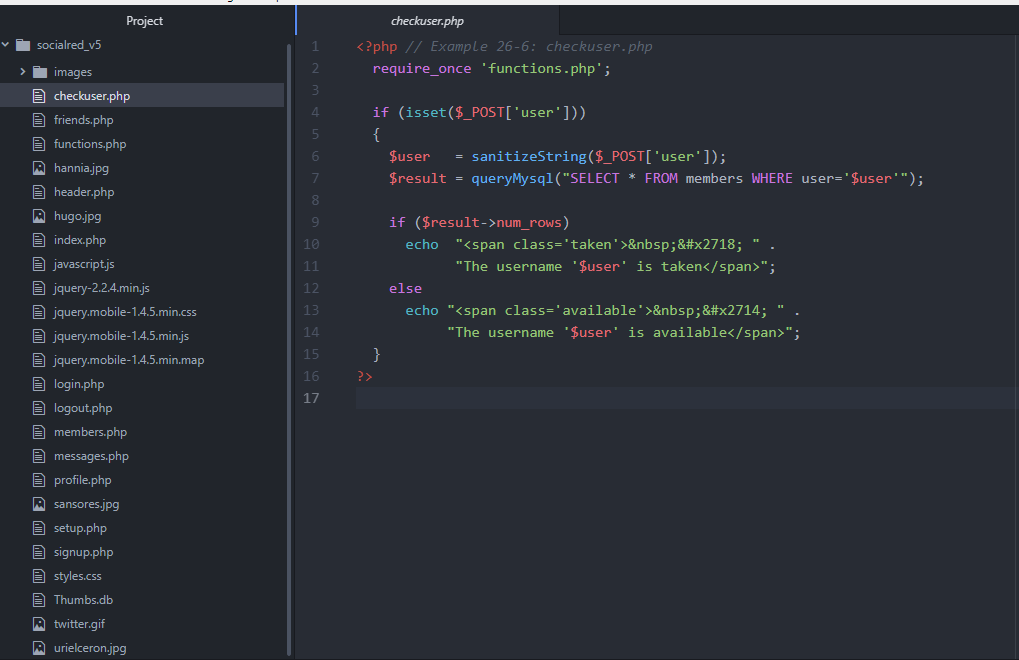 Project
socialred_v5
images
checkuser.php
friends.php
functions.php
hannia.jpg
header.php
hugo.jpg
index.php
javascript.js
jquery-2.2.4.min.js
jquery.mobile-1.4.5.min.css
jquery.mobile-1.4.5.min.js
jquery.mobile-1.4.5.min.map
login.php
logout.php
members.php
messages.php
profile.php
sansores.jpg
setup.php
signup.php
styles.css
Thumbs.db
twitter.gif
urielceron.jpg
checkuser.php
1 <?php // Example 26-6: checkuser.php
2   require_once 'functions.php';
3
4   if (isset($_POST['user']))
5   {
6     $user   = sanitizeString($_POST['user']);
7     $result = queryMysql("SELECT * FROM members WHERE user='$user'");
8
9     if ($result->num_rows)
10       echo  "<span class='taken'>&nbsp;&#x2718; " .
11             "The username '$user' is taken</span>";
12     else
13       echo "<span class='available'>&nbsp;&#x2714; " .
14            "The username '$user' is available</span>";
15   }
16 ?>
17